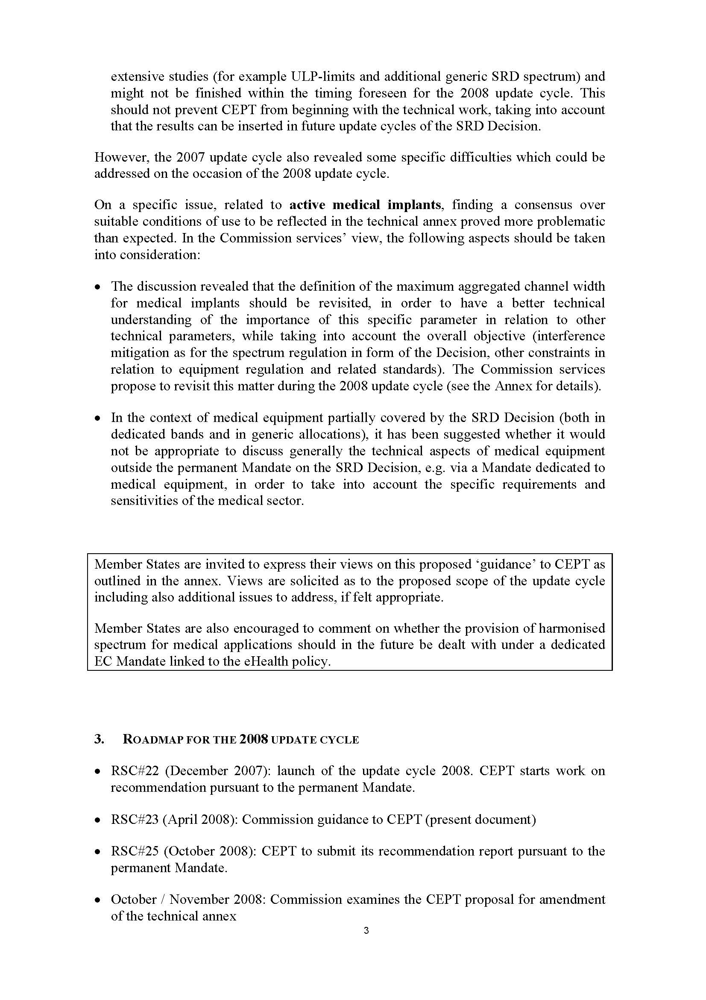 extensive studies (for example ULP-limits and additional generic SRD spectrum) and
might not be finished within the timing foreseen for the 2008 update cycle. This
should not prevent CEPT from beginning with the technical work, taking into account
that the results can be inserted in future update cycles of the SRD Decision.
However, the 2007 update cycle also revealed some specific difficulties which could be
addressed on the occasion of the 2008 update cycle.
On a specific issue, related to active medical implants, finding a consensus over
suitable conditions of use to be reflected in the technical annex proved more problematic
than expected. In the Commission services’ view, the following aspects should be taken
into consideration:
• The discussion revealed that the definition of the maximum aggregated channel width
for medical implants should be revisited, in order to have a better technical
understanding of the importance of this specific parameter in relation to other
technical parameters, while taking into account the overall objective (interference
mitigation as for the spectrum regulation in form of the Decision, other constraints in
relation to equipment regulation and related standards). The Commission services
propose to revisit this matter during the 2008 update cycle (see the Annex for details).
• In the context of medical equipment partially covered by the SRD Decision (both in
dedicated bands and in generic allocations), it has been suggested whether it would
not be appropriate to discuss generally the technical aspects of medical equipment
outside the permanent Mandate on the SRD Decision, e.g. via a Mandate dedicated to
medical equipment, in order to take into account the specific requirements and
sensitivities of the medical sector.
Member States are invited to express their views on this proposed ‘guidance’ to CEPT as
outlined in the annex. Views are solicited as to the proposed scope of the update cycle
including also additional issues to address, if felt appropriate.
Member States are also encouraged to comment on whether the provision of harmonised
spectrum for medical applications should in the future be dealt with under a dedicated
EC Mandate linked to the eHealth policy.
3. ROADMAP FOR THE 2008 UPDATE CYCLE
• RSC#22 (December 2007): launch of the update cycle 2008. CEPT starts work on
recommendation pursuant to the permanent Mandate.
• RSC#23 (April 2008): Commission guidance to CEPT (present document)
• RSC#25 (October 2008): CEPT to submit its recommendation report pursuant to the
permanent Mandate.
• October / November 2008: Commission examines the CEPT proposal for amendment
of the technical annex
3